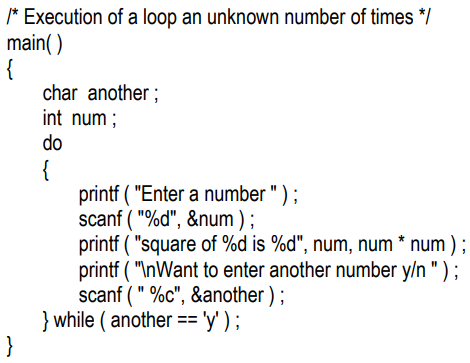 /* Execution of a loop an unknown number of times */
main( )
{
char another ;
int num ;
do
{
printf ( "Enter a number " ) ;
scanf ( "%d", &num ) ;
printf ( "square of %d is %d", num, num * num ) ;
printf ( "\nWant to enter another number y/n " ) ;
scanf ( " %c", &another ) ;
} while ( another == 'y' ) ;
}